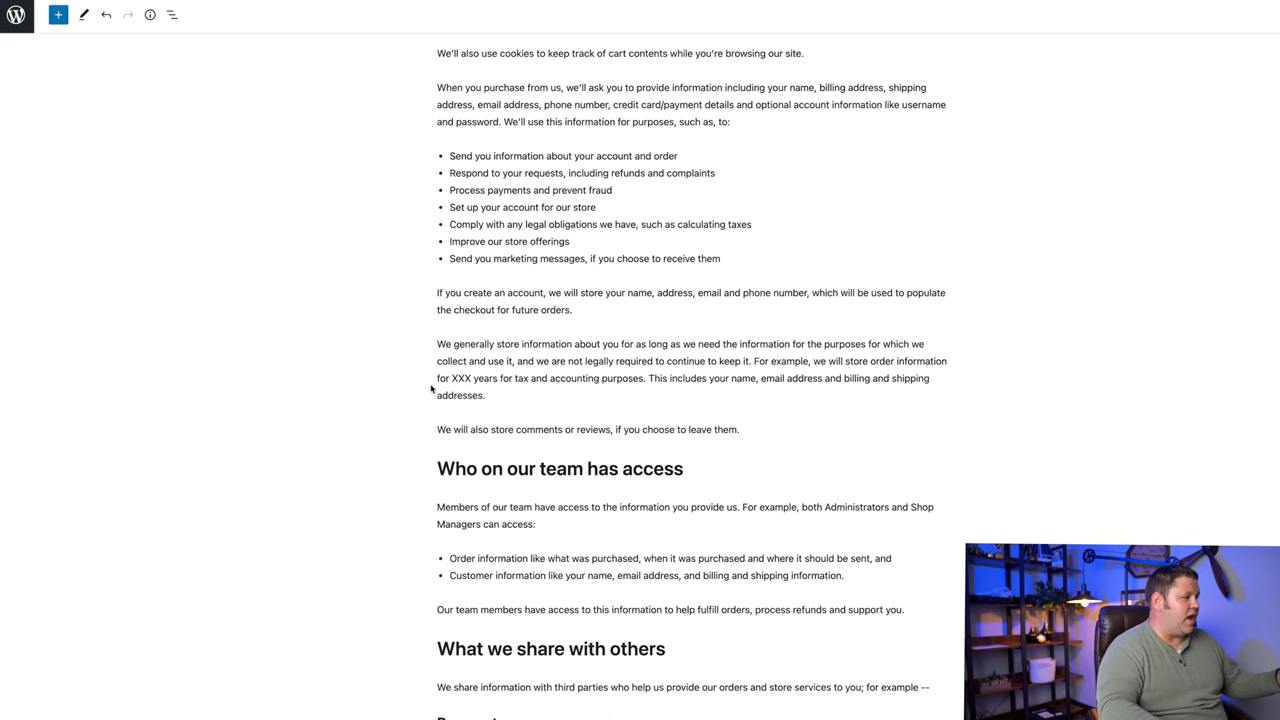 We'll also use cookies to keep track of cart contents while you're browsing our site.
When you purchase from us, we'll ask you to provide information including your name, billing address, shipping
address, email address, phone number, credit card/payment details and optional account information like username
and password. We'll use this information for purposes, such as, to:
• Send you information about your account and order
• Respond to your requests, including refunds and complaints
• Process payments and prevent fraud
• Set up your account for our store
• Comply with any legal obligations we have, such as calculating taxes
• Improve our store offerings
• Send you marketing messages, if you choose to receive them
If you create an account, we will store your name, address, email and phone number, which will be used to populate
the checkout for future orders.
We generally store information about you for as long as we need the information for the purposes for which we
collect and use it, and we are not legally required to continue to keep it. For example, we will store order information
for XXX years for tax and accounting purposes. This includes your name, email address and billing and shipping
addresses.
We will also store comments or reviews, if you choose to leave them.
Who on our team has access
Members of our team have access to the information you provide us. For example, both Administrators and Shop
Managers can access:
• Order information like what was purchased, when it was purchased and where it should be sent, and
• Customer information like your name, email address, and billing and shipping information.
Our team members have access to this information to help fulfill orders, process refunds and support you.
What we share with others
We share information with third parties who help us provide our orders and store services to you; for example --